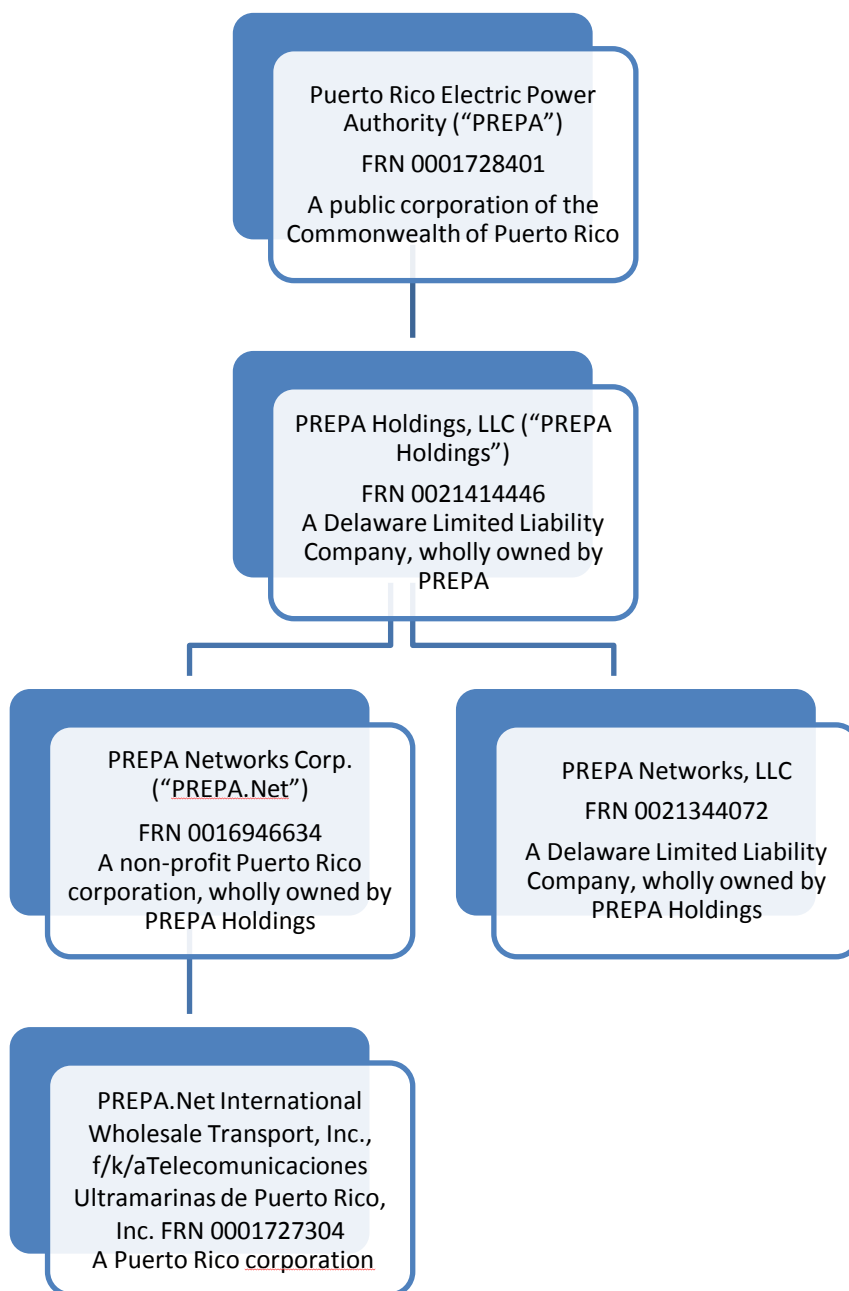 Puerto Rico Electric Power
Authority (“PREPA”)
FRN 0001728401
A public corporation of the
Commonwealth of Puerto Rico
PREPA Holdings, LLC (“PREPA
Holdings”)
FRN 0021414446
A Delaware Limited Liability
Company, wholly owned by
PREPA
PREPA Networks Corp.
(“PREPA.Net”)
FRN 0016946634
A non-profit Puerto Rico
corporation, wholly owned by
PREPA Holdings
PREPA Networks, LLC
FRN 0021344072
A Delaware Limited Liability
Company, wholly owned by
PREPA Holdings
PREPA.Net International
Wholesale Transport, Inc.,
f/k/aTelecomunicaciones
Ultramarinas de Puerto Rico,
Inc. FRN 0001727304
A Puerto Rico corporation